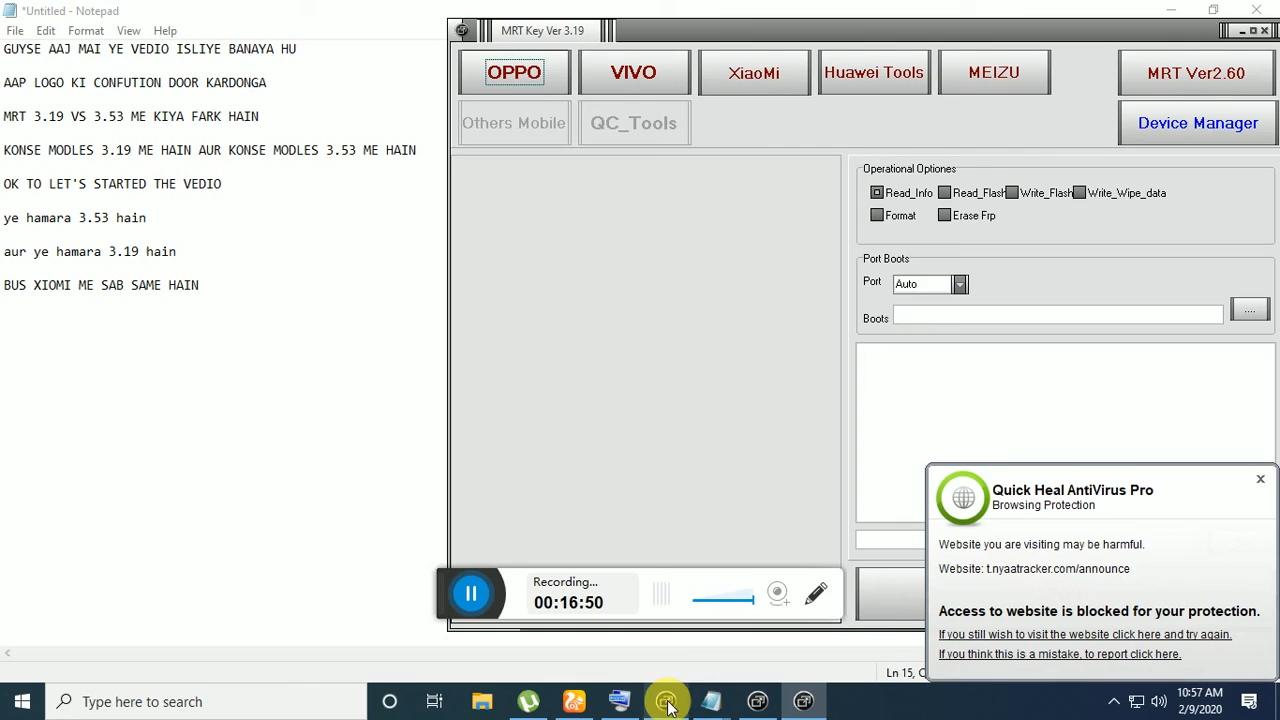 *Untitled - Notepad
File Edit Format View Help
GUYSE AAJ MAI YE VEDIO ISLIYE BANAYA HU
AAP LOGO KI CONFUTION DOOR KARDONGA
MRT 3.19 VS 3.53 ME KIYA FARK HAIN
KONSE MODLES 3.19 ME HAIN AUR KONSE MODLES 3.53 ME HAIN
OK TO LET'S STARTED THE VEDIO
ye hamara 3.53 hain
aur ye hamara 3.19 hain
BUS XIOMI ME SAB SAME HAIN
MRT Key Ver 3.19
OPPO VIVO XiaoMi Huawei Tools MEIZU MRT Ver2.60
Others Mobile QC_Tools Device Manager
Operational Optiones
Read_Info Read_Flash Write_Flash Write_Wipe_data
Format Erase Frp
Port Boots
Port Auto
Boots ....
Recording...
00:16:50
Quick Heal AntiVirus Pro x
Browsing Protection
Website you are visiting may be harmful.
Website: t.nyaatracker.com/announce
Access to website is blocked for your protection.
If you still wish to visit the website click here and try again.
If you think this is a mistake, to report click here.
Ln 15,
Type here to search
10:57 AM
2/9/2020